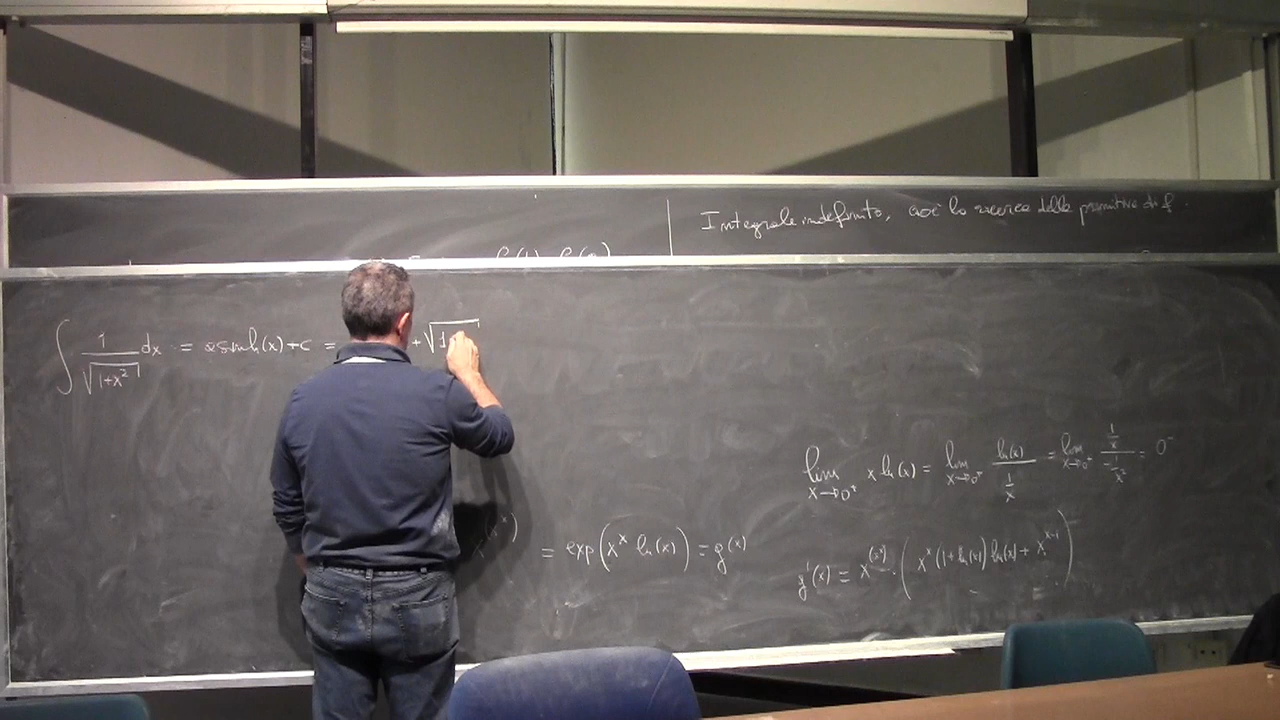 Integrale indefinito, cioè la ricerca delle primitive di f.
∫ 1/√(1+x²) dx = asinh(x)+c = + √1
lim x→0⁺ x ln(x) = lim x→0⁺ ln(x)/(1/x) = lim x→0⁺ (1/x)/(-1/x²) = 0⁻
= exp(x^x ln(x)) = g(x)
g'(x) = x^(x^x) · (x^x (1+ln(x)) ln(x) + x^(x-1))